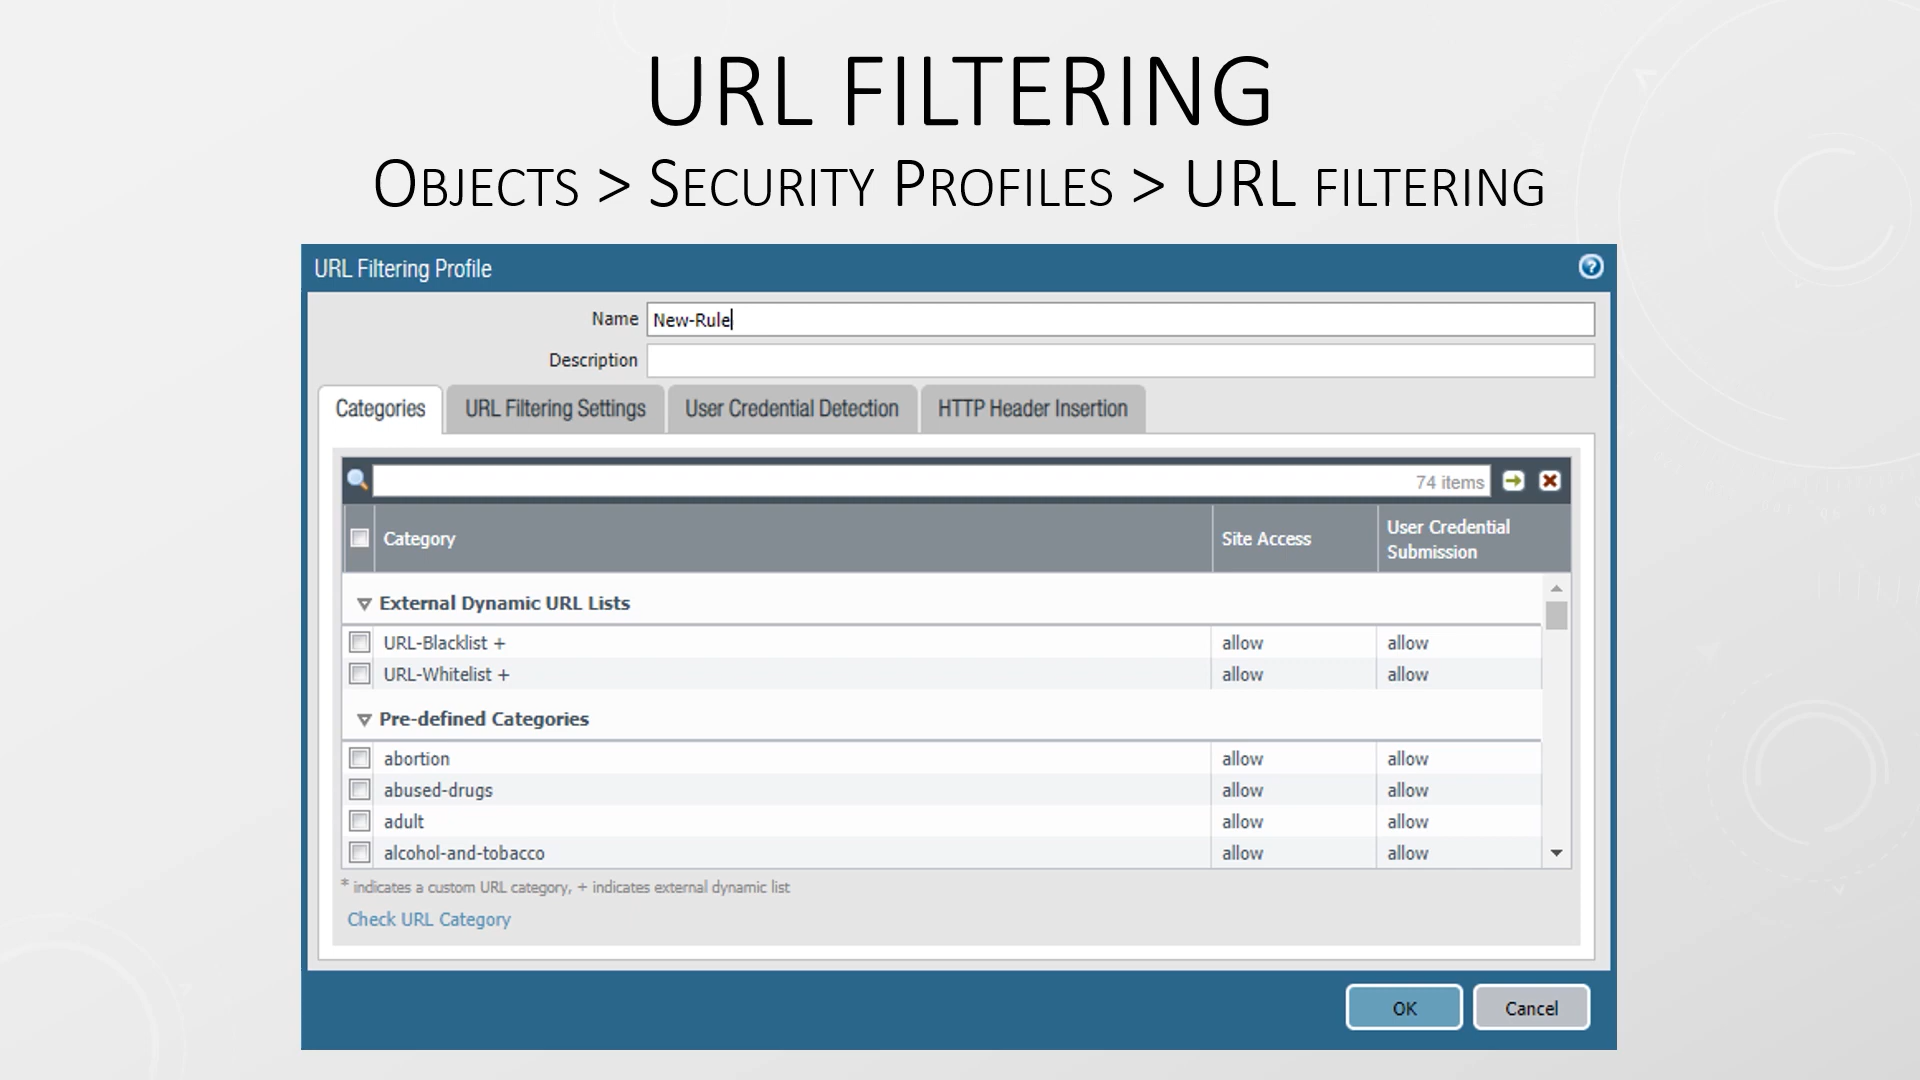 URL FILTERING
OBJECTS > SECURITY PROFILES > URL FILTERING
URL Filtering Profile
?
Name New-Rule
Description
Categories URL Filtering Settings User Credential Detection HTTP Header Insertion
74 items
Category Site Access User Credential Submission
External Dynamic URL Lists
URL-Blacklist + allow allow
URL-Whitelist + allow allow
Pre-defined Categories
abortion allow allow
abused-drugs allow allow
adult allow allow
alcohol-and-tobacco allow allow
* indicates a custom URL category, + indicates external dynamic list
Check URL Category
OK Cancel